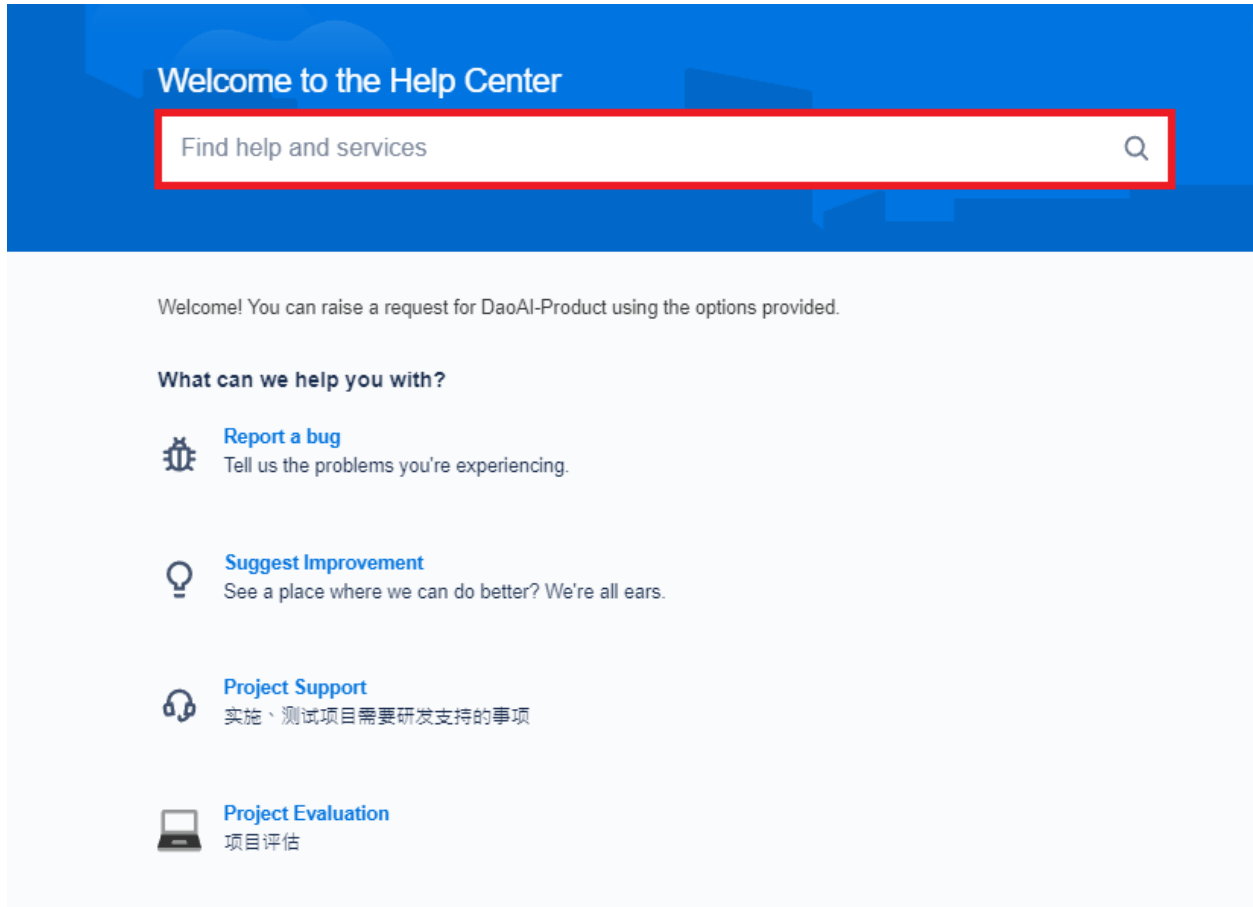 Welcome to the Help Center
Find help and services
Welcome! You can raise a request for DaoAI-Product using the options provided.
What can we help you with?
Report a bug
Tell us the problems you're experiencing.
Suggest Improvement
See a place where we can do better? We're all ears.
Project Support
实施、测试项目需要研发支持的事项
Project Evaluation
项目评估